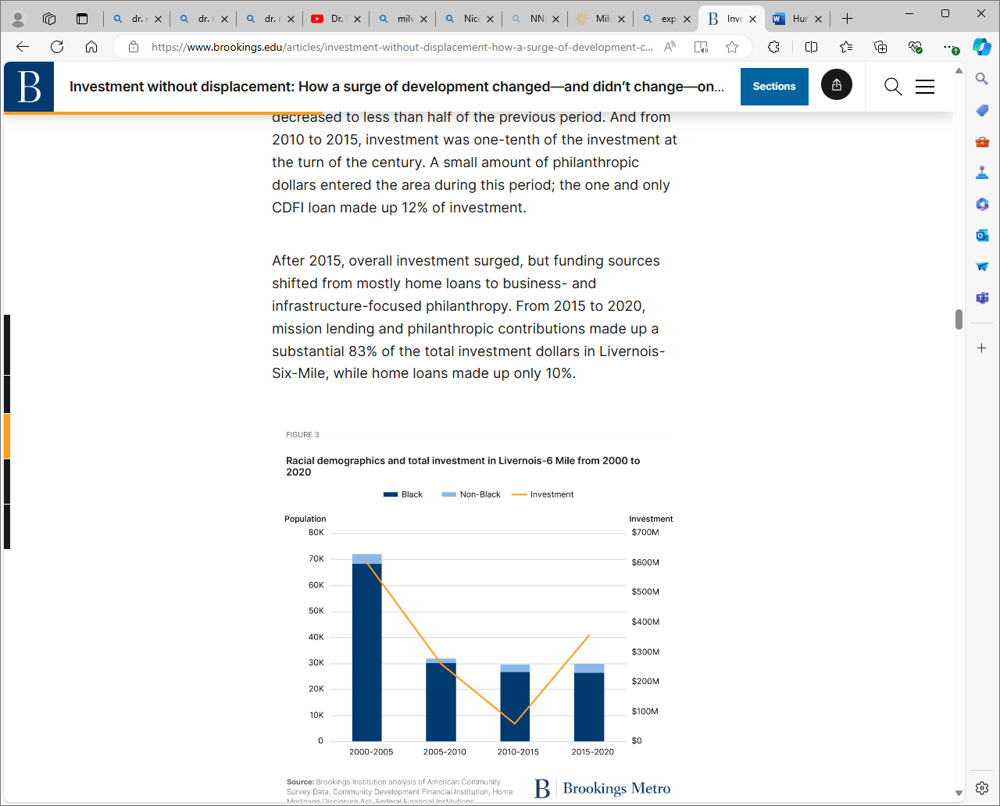 dr. r
dr. r
dr. r
Dr.
milw
Nico
NNI
Milw
exp
Inve
Hur
https://www.brookings.edu/articles/investment-without-displacement-how-a-surge-of-development-c...
B
Investment without displacement: How a surge of development changed—and didn’t change—on...
Sections
decreased to less than half of the previous period. And from
2010 to 2015, investment was one-tenth of the investment at
the turn of the century. A small amount of philanthropic
dollars entered the area during this period; the one and only
CDFI loan made up 12% of investment.
After 2015, overall investment surged, but funding sources
shifted from mostly home loans to business- and
infrastructure-focused philanthropy. From 2015 to 2020,
mission lending and philanthropic contributions made up a
substantial 83% of the total investment dollars in Livernois-
Six-Mile, while home loans made up only 10%.
FIGURE 3
Racial demographics and total investment in Livernois-6 Mile from 2000 to
2020
Black Non-Black Investment
Population Investment
80K $700M
70K $600M
60K $500M
50K $400M
40K $300M
30K $200M
20K $100M
10K
0 $0
2000-2005 2005-2010 2010-2015 2015-2020
Source: Brookings Institution analysis of American Community
Survey Data, Community Development Financial Institution, Home
Mortgage Disclosure Act, Federal Financial Institutions
B Brookings Metro